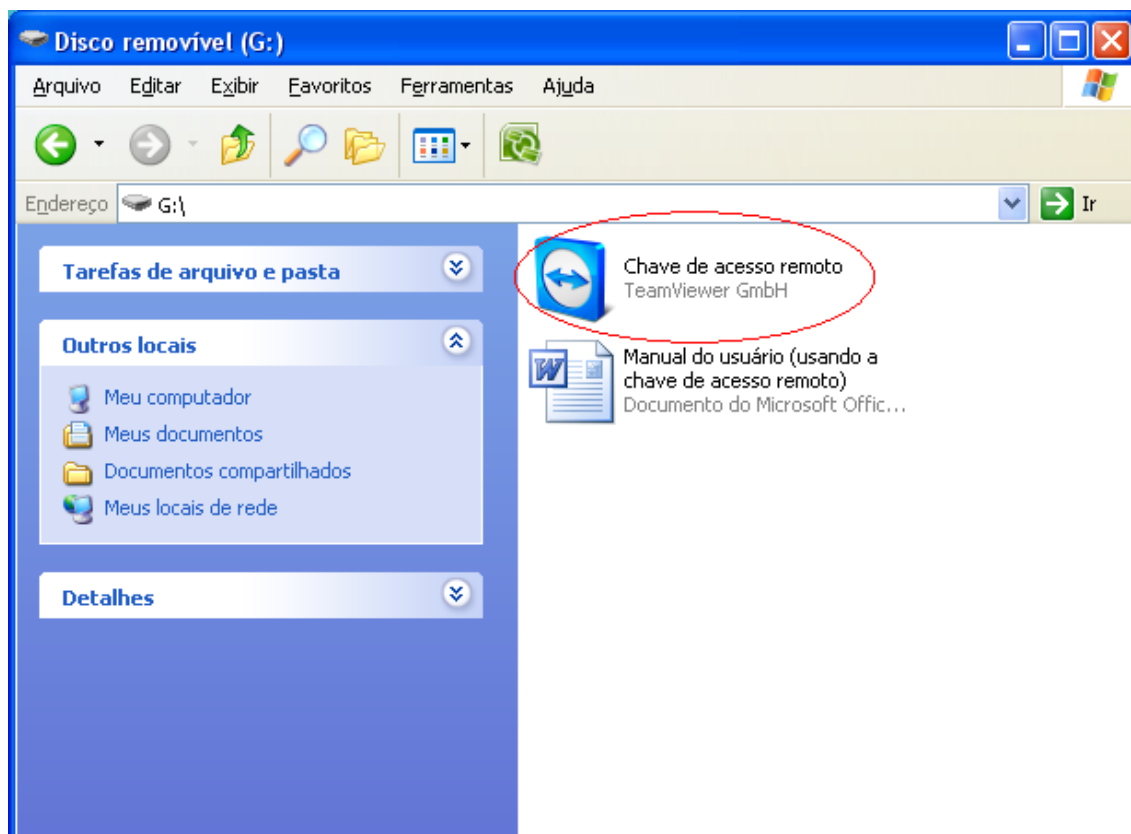 Disco removível (G:)
Arquivo Editar Exibir Favoritos Ferramentas Ajuda
Endereço G:\ Ir
Tarefas de arquivo e pasta
Outros locais
Meu computador
Meus documentos
Documentos compartilhados
Meus locais de rede
Detalhes
Chave de acesso remoto
TeamViewer GmbH
Manual do usuário (usando a
chave de acesso remoto)
Documento do Microsoft Offic...